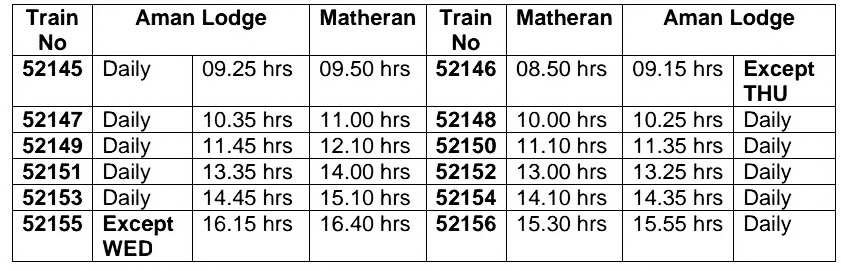 Train No Aman Lodge Matheran Train No Matheran Aman Lodge
52145 Daily 09.25 hrs 09.50 hrs 52146 08.50 hrs 09.15 hrs Except THU
52147 Daily 10.35 hrs 11.00 hrs 52148 10.00 hrs 10.25 hrs Daily
52149 Daily 11.45 hrs 12.10 hrs 52150 11.10 hrs 11.35 hrs Daily
52151 Daily 13.35 hrs 14.00 hrs 52152 13.00 hrs 13.25 hrs Daily
52153 Daily 14.45 hrs 15.10 hrs 52154 14.10 hrs 14.35 hrs Daily
52155 Except WED 16.15 hrs 16.40 hrs 52156 15.30 hrs 15.55 hrs Daily